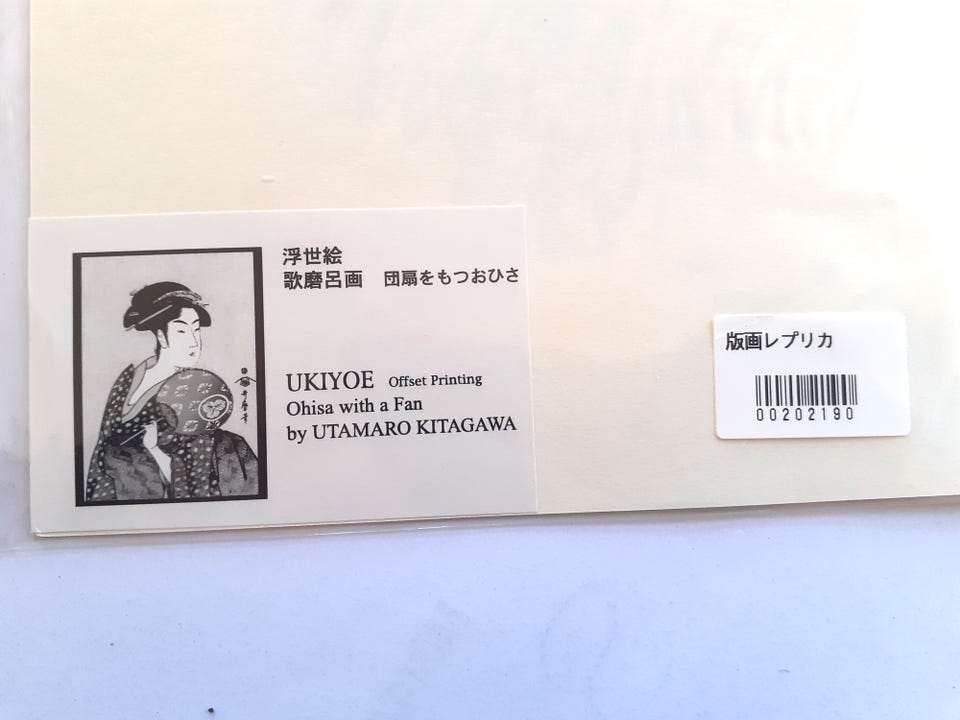 浮世絵
歌磨呂画 団扇をもつおひさ
UKIYOE Offset Printing
Ohisa with a Fan
by UTAMARO KITAGAWA
版画レプリカ
00202190